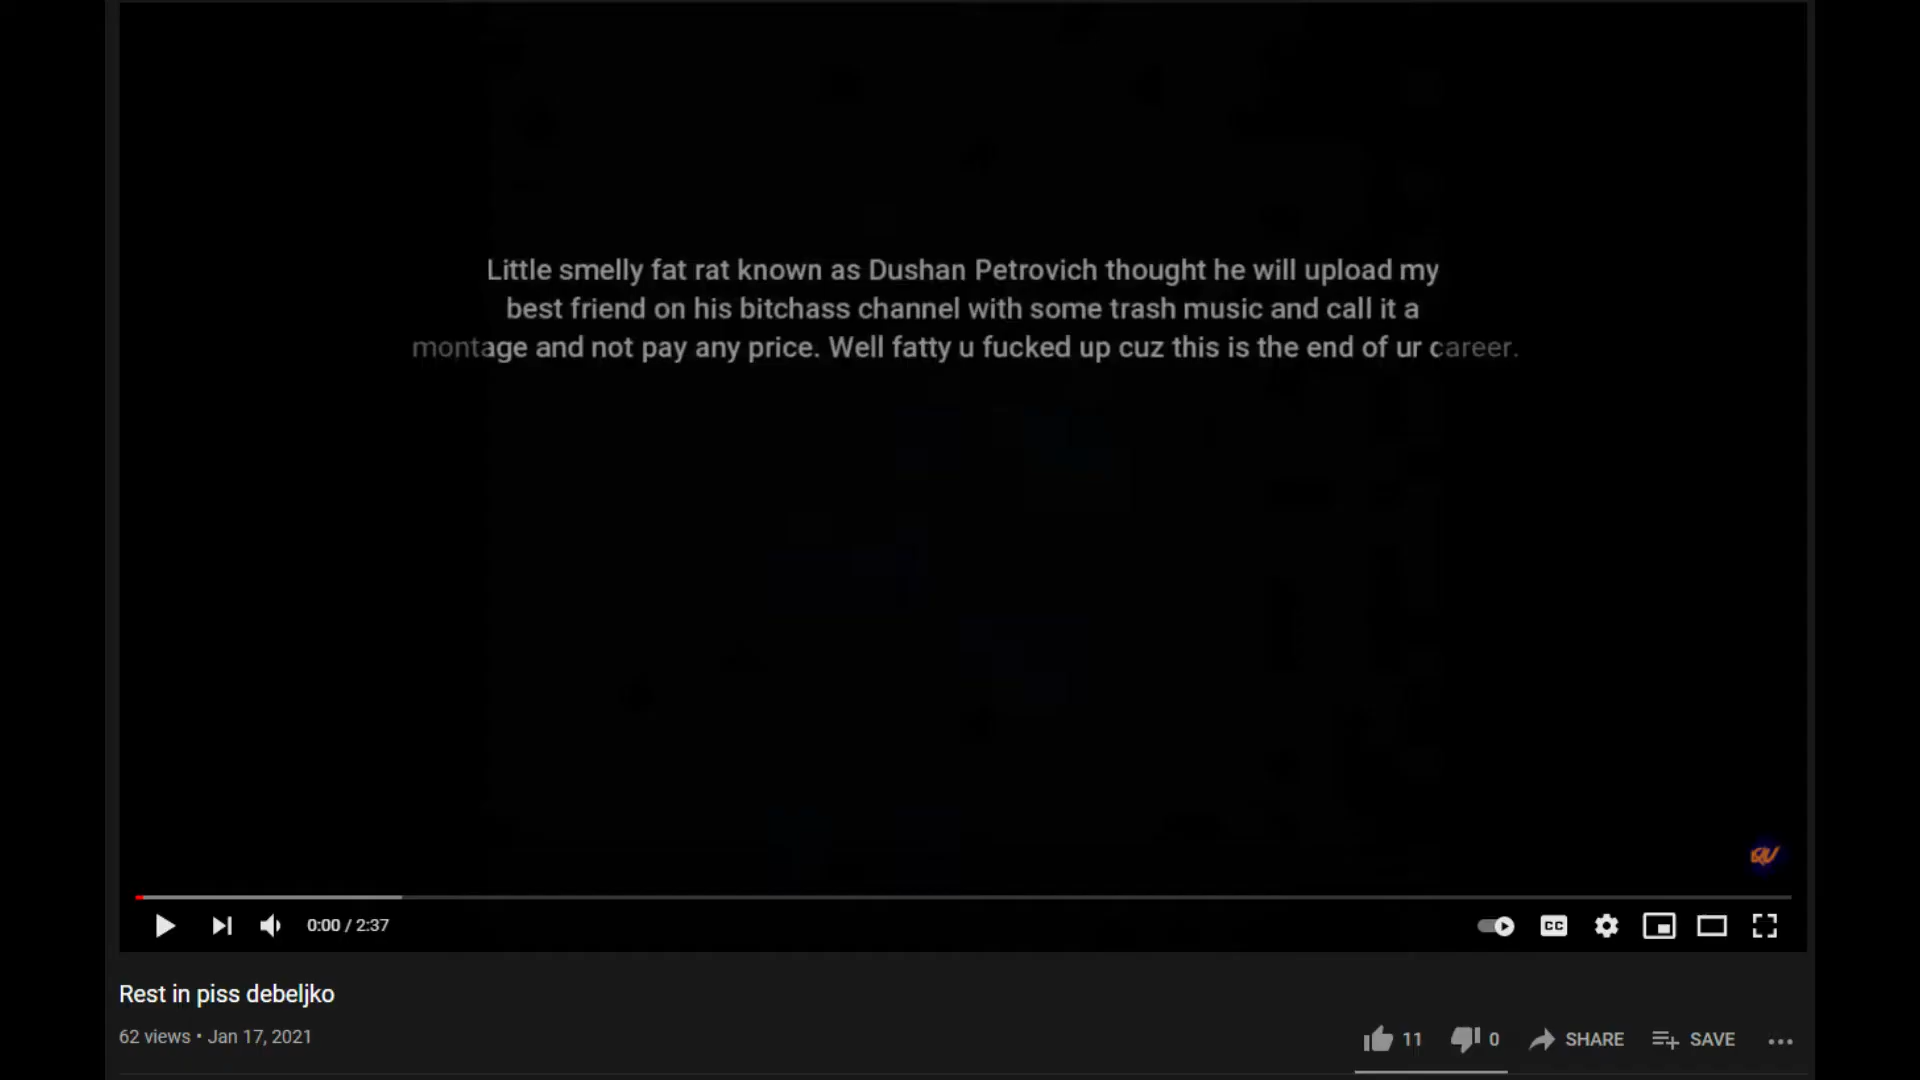 Little smelly fat rat known as Dushan Petrovich thought he will upload my
best friend on his bitchass channel with some trash music and call it a
montage and not pay any price. Well fatty u fucked up cuz this is the end of ur career.
0:00 / 2:37
CC
Rest in piss debeljko
62 views • Jan 17, 2021
11 0 SHARE SAVE